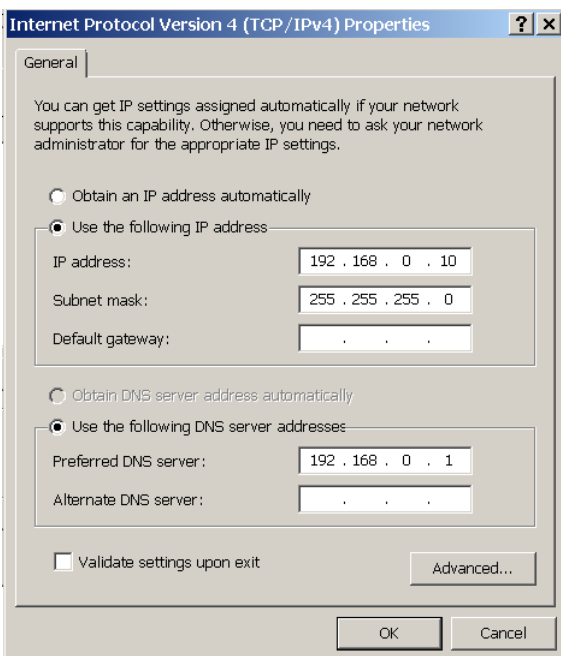 Internet Protocol Version 4 (TCP/IPv4) Properties
General
You can get IP settings assigned automatically if your network
supports this capability. Otherwise, you need to ask your network
administrator for the appropriate IP settings.
Obtain an IP address automatically
Use the following IP address
IP address: 192 . 168 . 0 . 10
Subnet mask: 255 . 255 . 255 . 0
Default gateway: . . .
Obtain DNS server address automatically
Use the following DNS server addresses
Preferred DNS server: 192 . 168 . 0 . 1
Alternate DNS server: . . .
Validate settings upon exit
Advanced...
OK Cancel